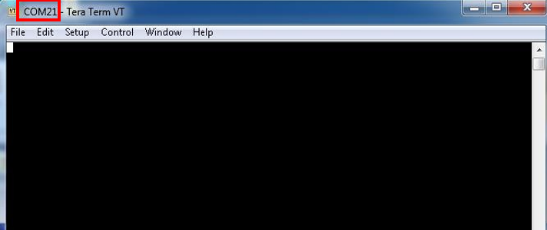 COM21 - Tera Term VT
File Edit Setup Control Window Help